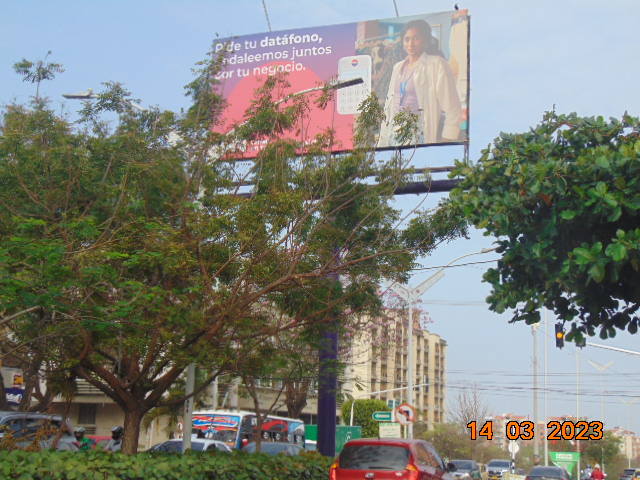 Pide tu datáfono,
pedaleemos juntos
por tu negocio.
14 03 2023